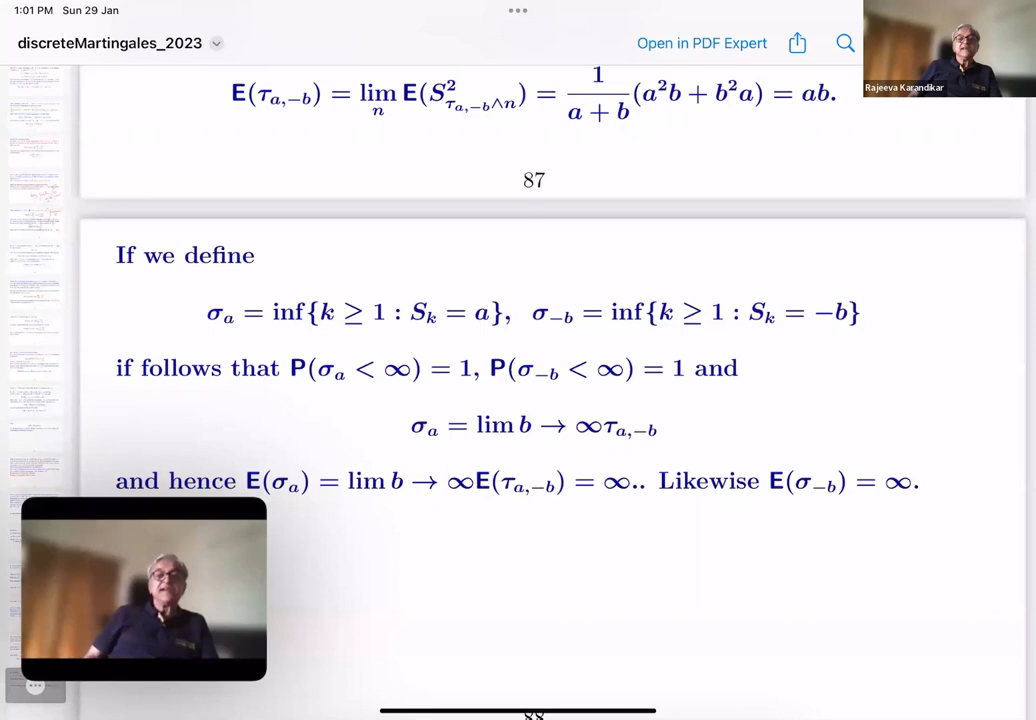 1:01 PM Sun 29 Jan
discreteMartingales_2023
Open in PDF Expert
Rajeeva Karandikar
E(τ_{a,−b}) = lim_n E(S²_{τ_{a,−b}∧n}) = 1/(a + b) (a²b + b²a) = ab.
87
If we define
σ_a = inf{k ≥ 1 : S_k = a}, σ_{−b} = inf{k ≥ 1 : S_k = −b}
if follows that P(σ_a < ∞) = 1, P(σ_{−b} < ∞) = 1 and
σ_a = lim b → ∞τ_{a,−b}
and hence E(σ_a) = lim b → ∞E(τ_{a,−b}) = ∞.. Likewise E(σ_{−b}) = ∞.